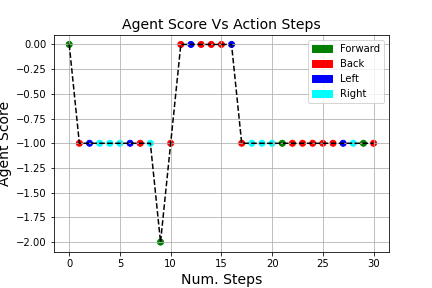 Agent Score Vs Action Steps
Agent Score
0.00
−0.25
−0.50
−0.75
−1.00
−1.25
−1.50
−1.75
−2.00
Forward
Back
Left
Right
0 5 10 15 20 25 30
Num. Steps